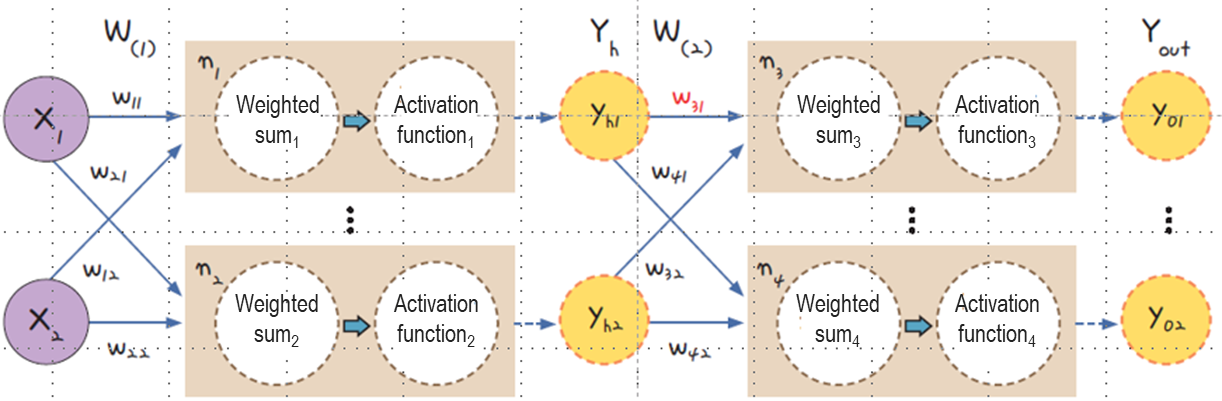 W(1)
Yh
W(2)
Yout
n1
n3
X1
w11
Weighted
sum1
Activation
function1
Yh1
w31
Weighted
sum3
Activation
function3
Yo1
w21
w41
w12
w32
n2
n4
X2
w22
Weighted
sum2
Activation
function2
Yh2
w42
Weighted
sum4
Activation
function4
Yo2